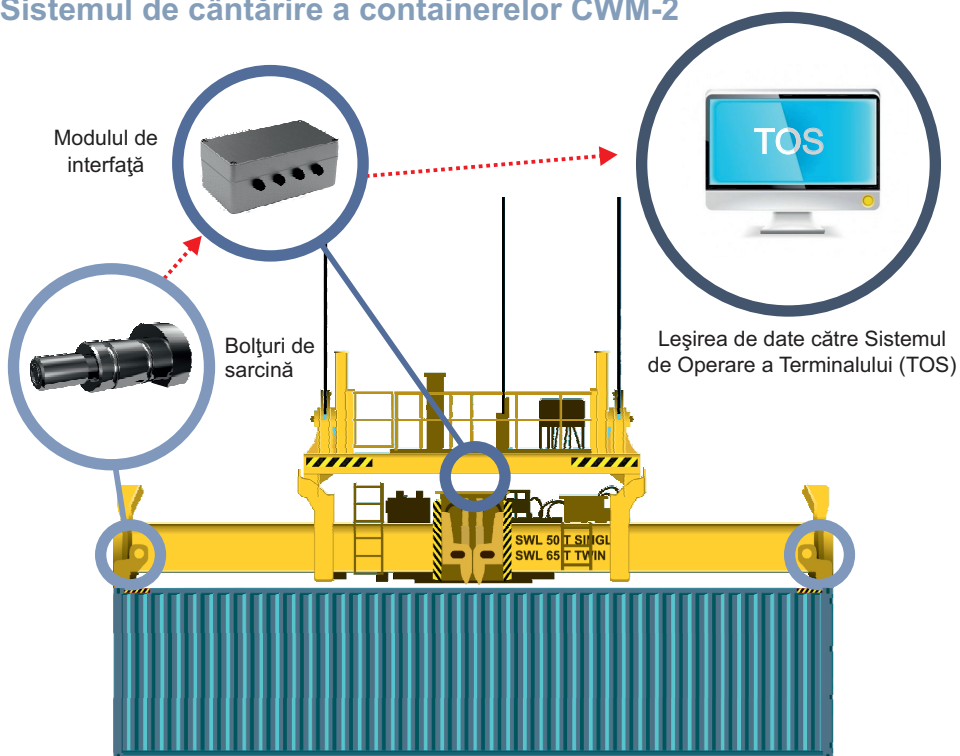 Sistemul de cântărire a containerelor CWM-2
Modulul de
interfaţă
TOS
Bolţuri de
sarcină
Leşirea de date către Sistemul
de Operare a Terminalului (TOS)
SWL 50 T SINGL
SWL 65 T TWIN